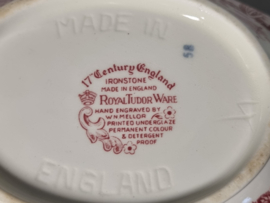 MADE IN
17th Century England
IRONSTONE
MADE IN ENGLAND
ROYAL TUDOR WARE
HAND ENGRAVED BY
W.N. MELLOR
PRINTED UNDERGLAZE
PERMANENT COLOUR
& DETERGENT
PROOF
ENGLAND